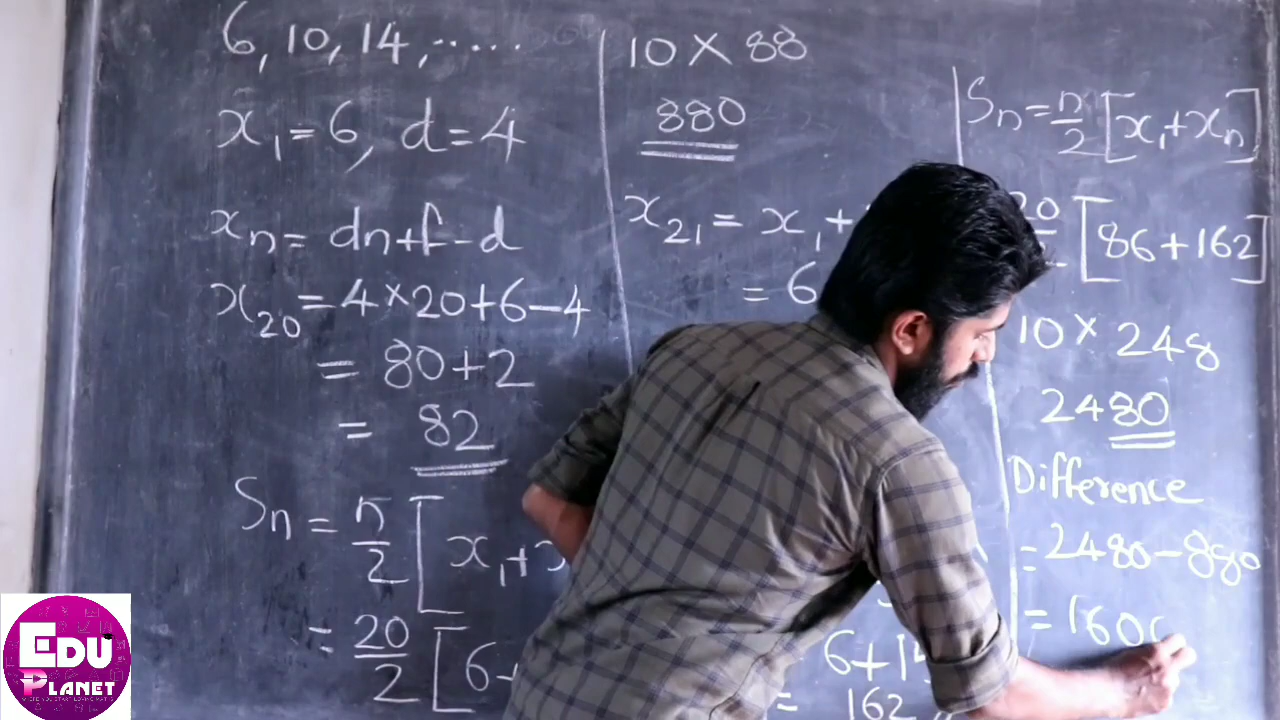 6, 10, 14, .....
x₁ = 6, d = 4
xₙ = dn+f-d
x₂₀ = 4×20+6-4
= 80+2
= 82
Sₙ = n/2 [x₁+x
= 20/2 [6+
10 × 88
880
x₂₁ = x₁+
= 6
6+15
= 162
Sₙ = n/2 [x₁+xₙ]
20 [86+162]
10 × 248
2480
Difference
= 2480-880
= 160
EDU
PLANET